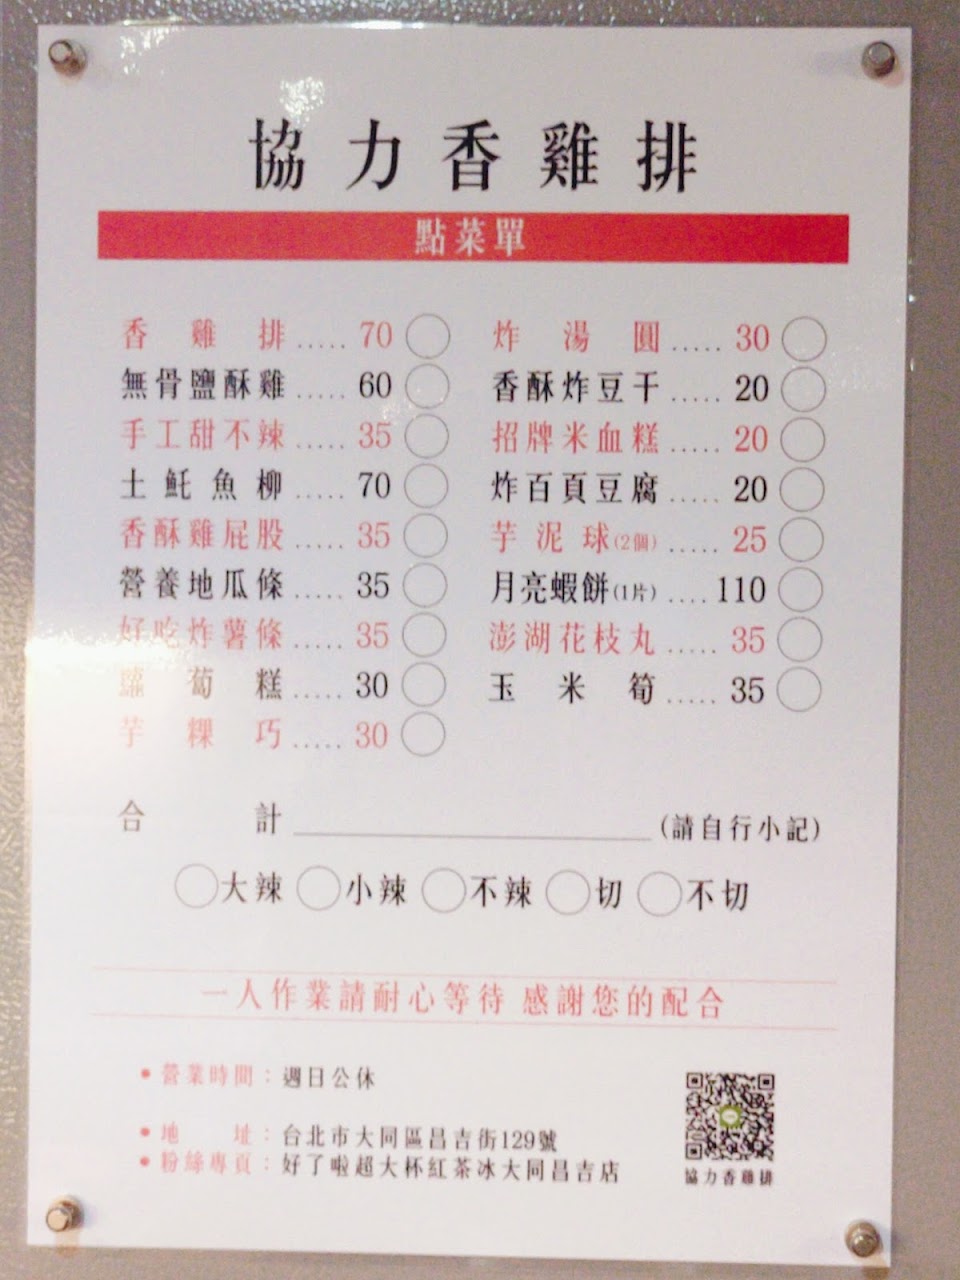 協力香雞排
點菜單
香雞排.....70
無骨鹽酥雞.....60
手工甜不辣.....35
土魠魚柳.....70
香酥雞屁股.....35
營養地瓜條.....35
好吃炸薯條.....35
蘿蔔糕.....30
芋粿巧.....30
炸湯圓.....30
香酥炸豆干.....20
招牌米血糕.....20
炸百頁豆腐.....20
芋泥球(2個).....25
月亮蝦餅(1片)....110
澎湖花枝丸.....35
玉米筍.....35
合計(請自行小記)
大辣 小辣 不辣 切 不切
一人作業請耐心等待 感謝您的配合
•營業時間：週日公休
•地址：台北市大同區昌吉街129號
•粉絲專頁：好了啦超大杯紅茶冰大同昌吉店
協力香雞排